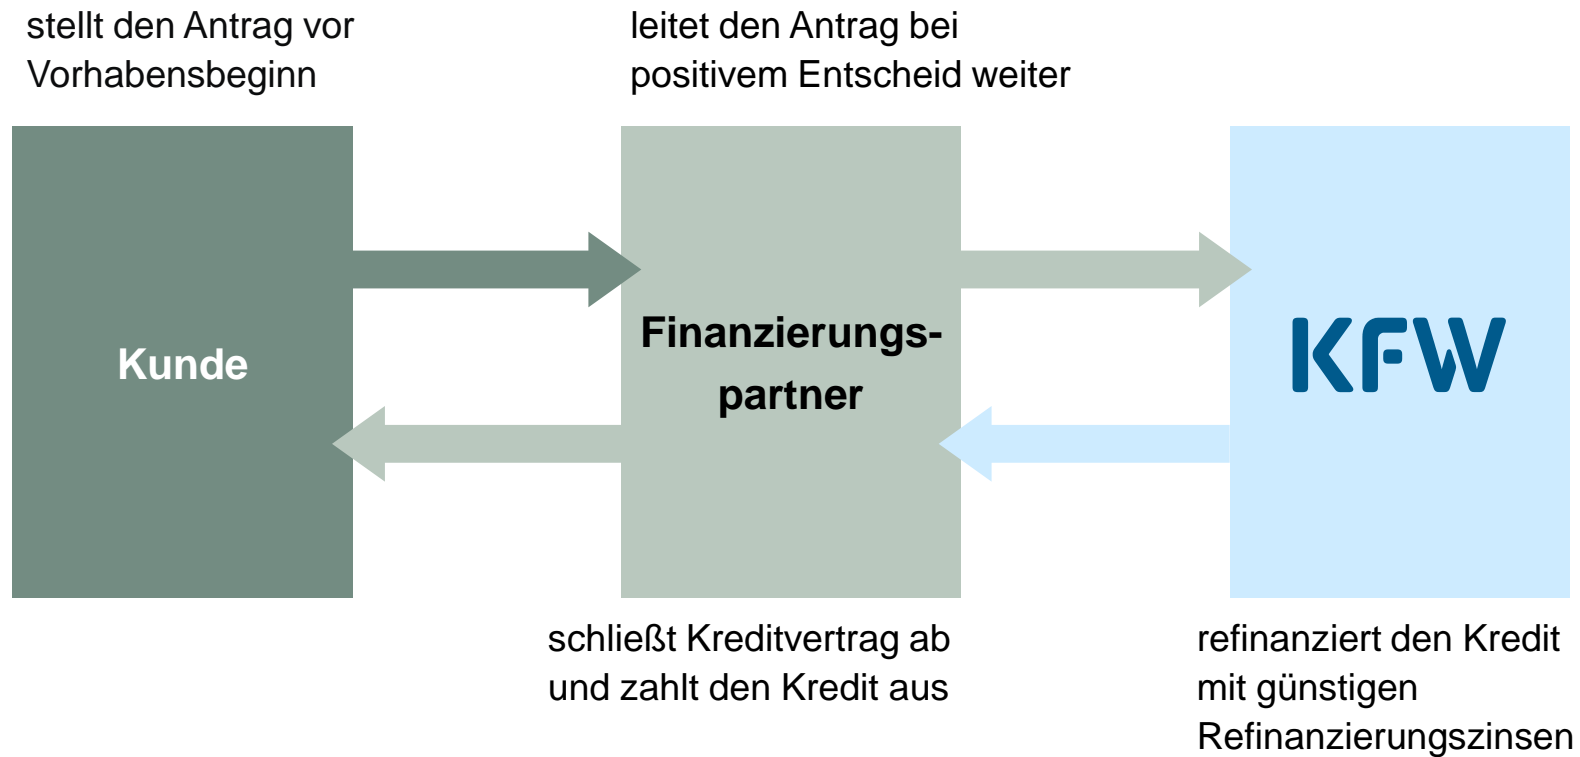 stellt den Antrag vor
Vorhabensbeginn
leitet den Antrag bei
positivem Entscheid weiter
Kunde
Finanzierungs-
partner
KFW
schließt Kreditvertrag ab
und zahlt den Kredit aus
refinanziert den Kredit
mit günstigen
Refinanzierungszinsen